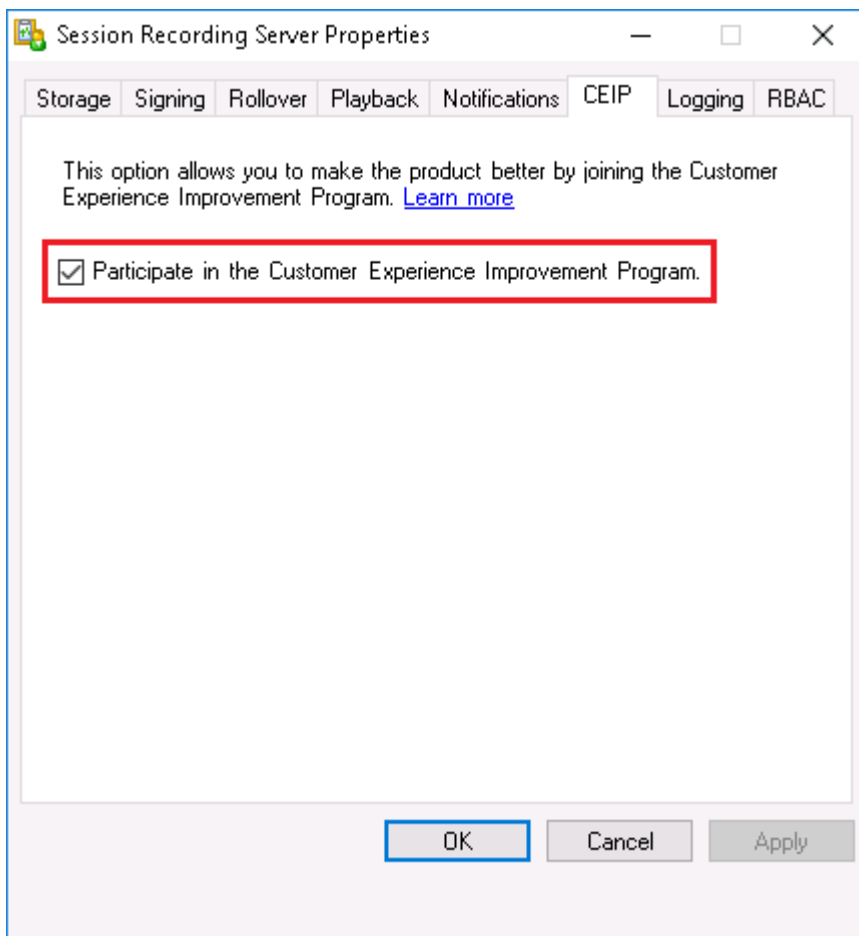 Session Recording Server Properties
Storage Signing Rollover Playback Notifications CEIP Logging RBAC
This option allows you to make the product better by joining the Customer
Experience Improvement Program. Learn more
Participate in the Customer Experience Improvement Program.
OK Cancel Apply